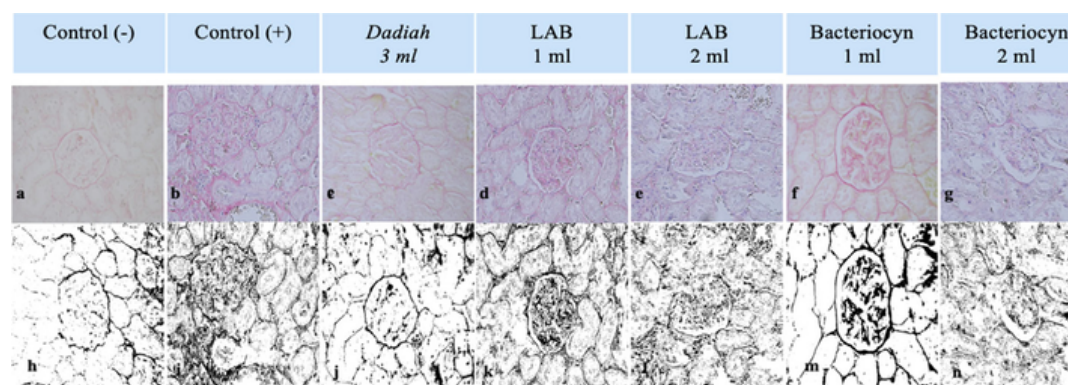 Control (-)
Control (+)
Dadiah
3 ml
LAB
1 ml
LAB
2 ml
Bacteriocyn
1 ml
Bacteriocyn
2 ml
a
b
c
d
e
f
g
h
i
j
k
l
m
n